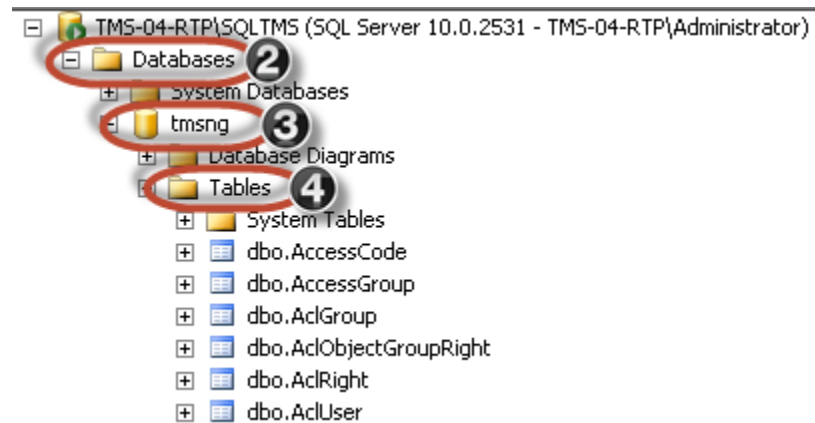 TMS-04-RTP\SQLTMS (SQL Server 10.0.2531 - TMS-04-RTP\Administrator)
Databases 2
System Databases
tmsng 3
Database Diagrams
Tables 4
System Tables
dbo.AccessCode
dbo.AccessGroup
dbo.AclGroup
dbo.AclObjectGroupRight
dbo.AclRight
dbo.AclUser